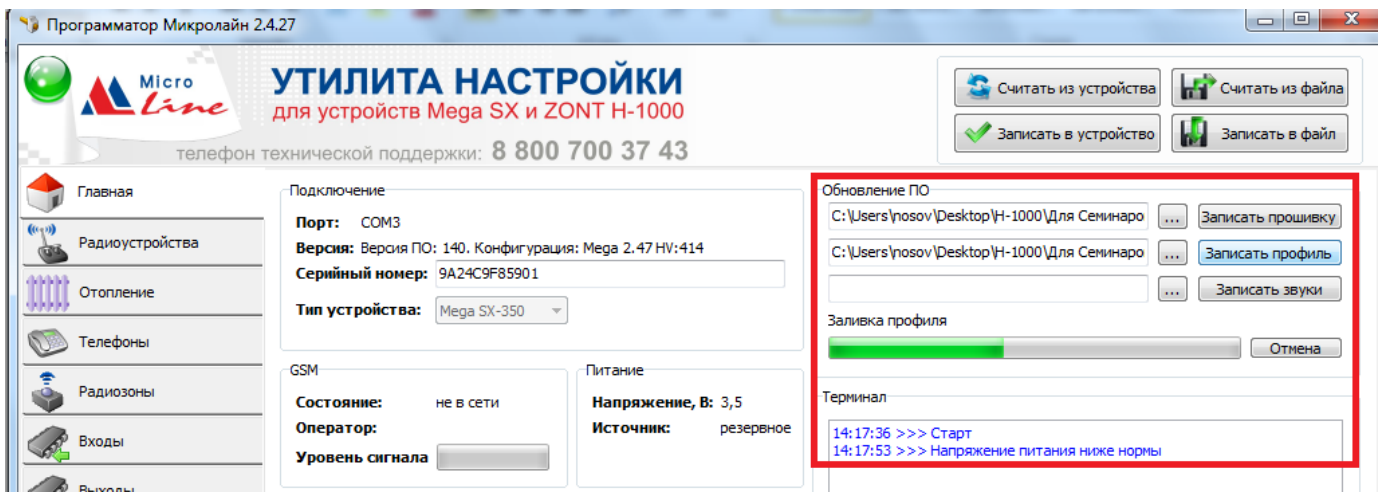 Программатор Микролайн 2.4.27
Micro
Line
УТИЛИТА НАСТРОЙКИ
для устройств Mega SX и ZONT H-1000
телефон технической поддержки: 8 800 700 37 43
Считать из устройства
Считать из файла
Записать в устройство
Записать в файл
Главная
Радиоустройства
Отопление
Телефоны
Радиозоны
Входы
Выходы
Подключение
Порт: COM3
Версия: Версия ПО: 140. Конфигурация: Mega 2.47 HV:414
Серийный номер: 9A24C9F85901
Тип устройства: Mega SX-350
GSM
Состояние: не в сети
Оператор:
Уровень сигнала
Питание
Напряжение, В: 3,5
Источник: резервное
Обновление ПО
C:\Users\nosov\Desktop\H-1000\Для Семинаро ... Записать прошивку
C:\Users\nosov\Desktop\H-1000\Для Семинаро ... Записать профиль
... Записать звуки
Заливка профиля
Отмена
Терминал
14:17:36 >>> Старт
14:17:53 >>> Напряжение питания ниже нормы